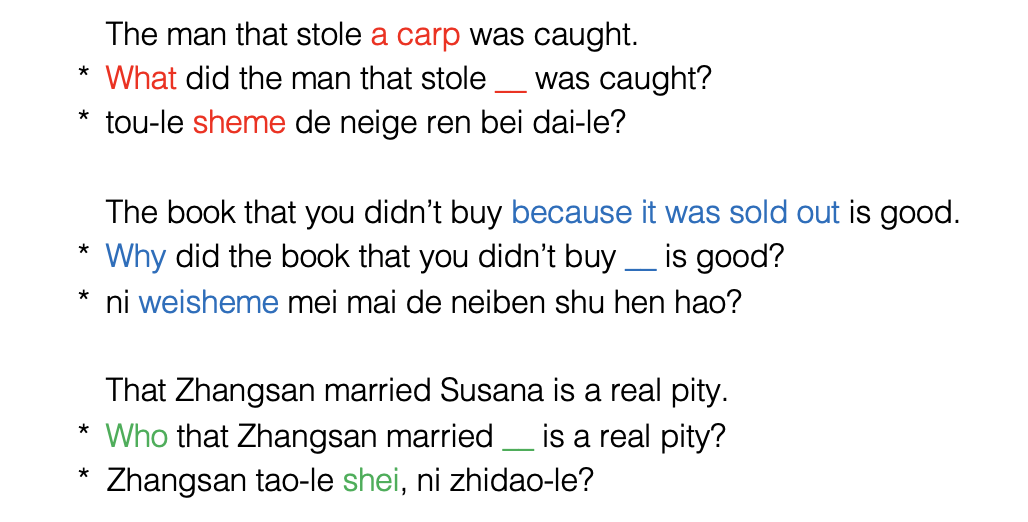 The man that stole a carp was caught.
* What did the man that stole __ was caught?
* tou-le sheme de neige ren bei dai-le?
The book that you didn’t buy because it was sold out is good.
* Why did the book that you didn’t buy __ is good?
* ni weisheme mei mai de neiben shu hen hao?
That Zhangsan married Susana is a real pity.
* Who that Zhangsan married __ is a real pity?
* Zhangsan tao-le shei, ni zhidao-le?